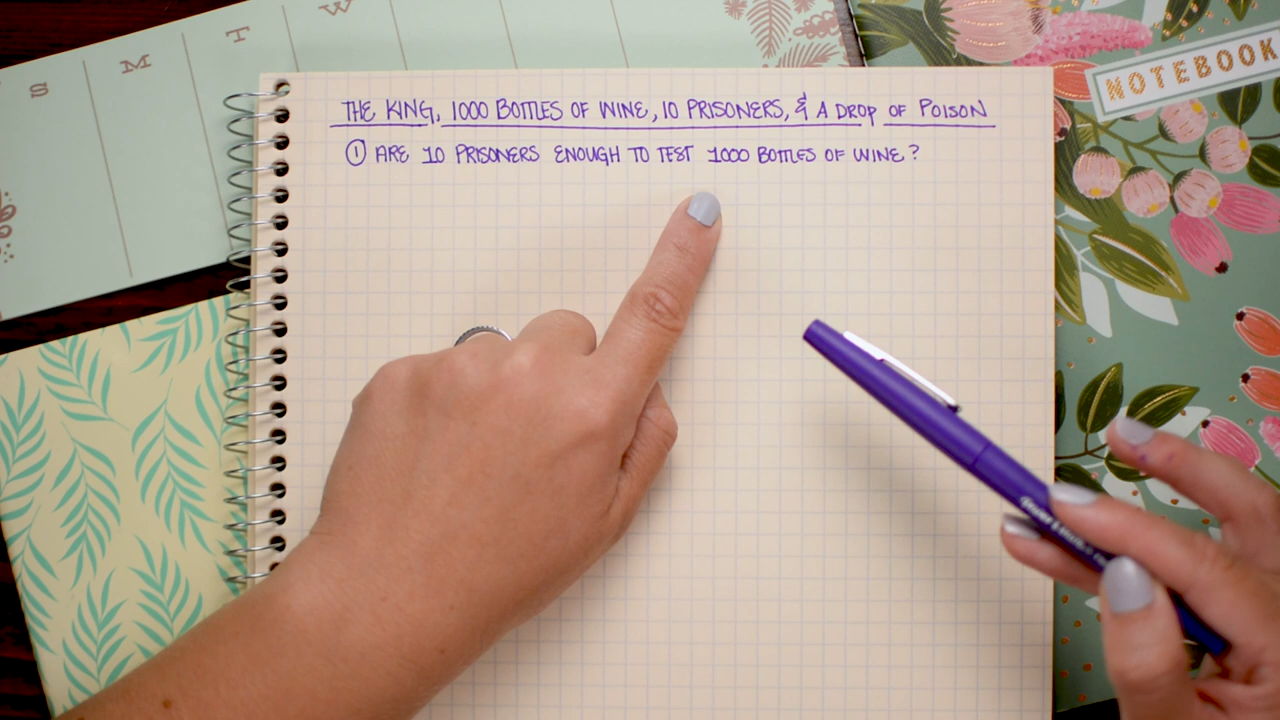 S M T W
NOTEBOOK
THE KING, 1000 BOTTLES OF WINE, 10 PRISONERS, & A DROP OF POISON
① ARE 10 PRISONERS ENOUGH TO TEST 1000 BOTTLES OF WINE?